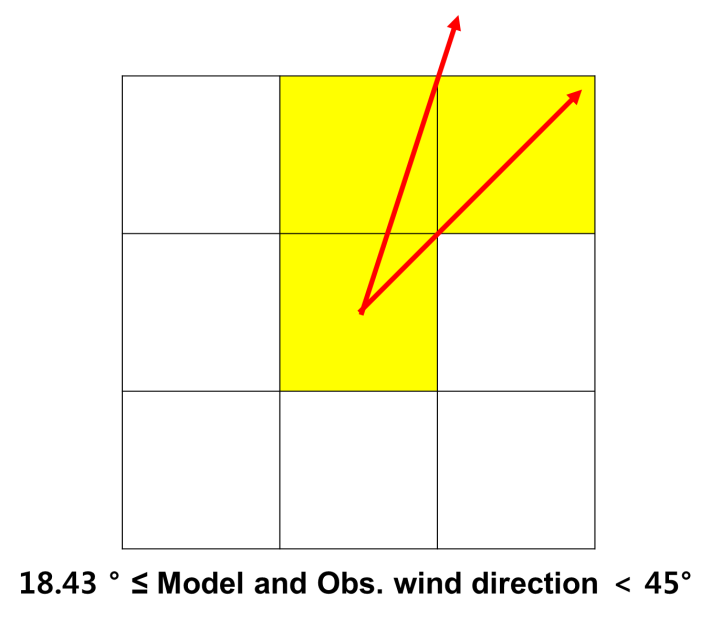 18.43 ° ≤ Model and Obs. wind direction < 45°